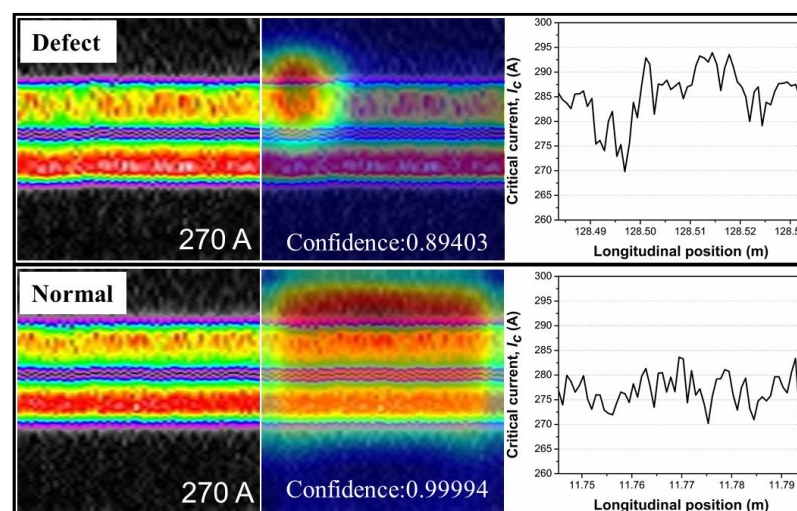 Defect
270 A
Confidence:0.89403
Critical current, Ic (A)
300
295
290
285
280
275
270
265
260
128.49 128.50 128.51 128.52 128.5
Longitudinal position (m)
Normal
270 A
Confidence:0.99994
Critical current, Ic (A)
300
295
290
285
280
275
270
265
260
11.75 11.76 11.77 11.78 11.79
Longitudinal position (m)